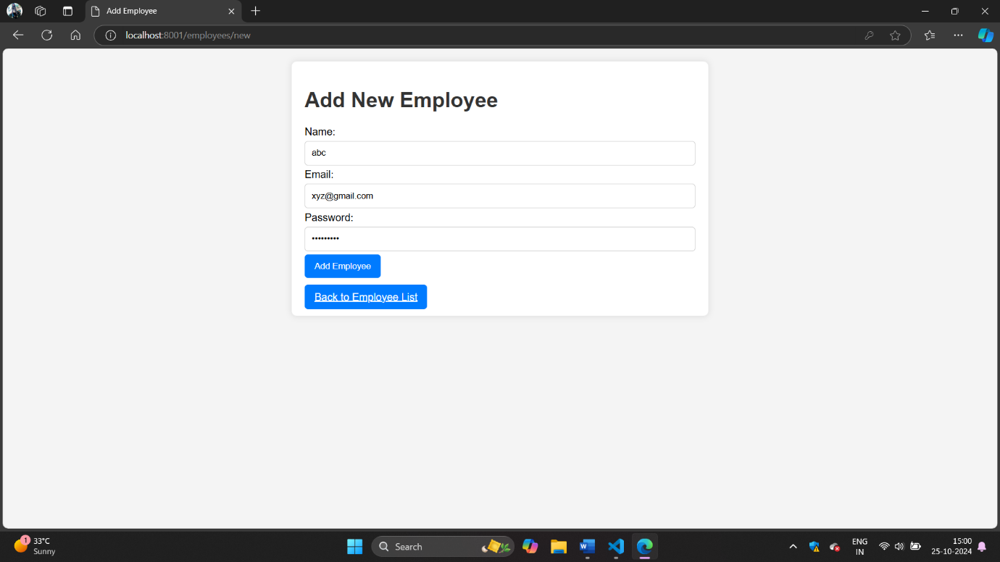 Add Employee
localhost:8001/employees/new
Add New Employee
Name:
abc
Email:
xyz@gmail.com
Password:
•••••••••
Add Employee
Back to Employee List
1
33°C
Sunny
Search
W
ENG
IN
15:00
25-10-2024